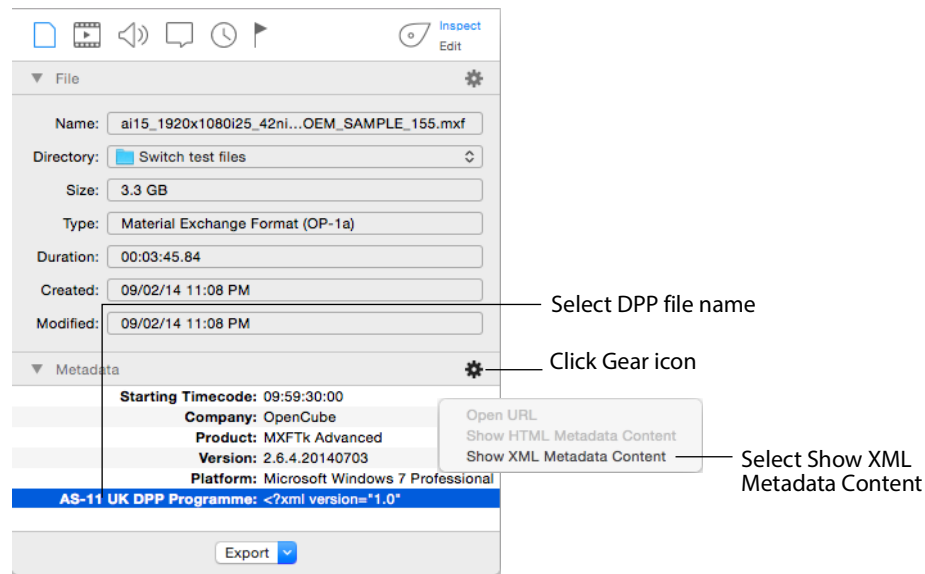 Inspect
Edit
File
Name: ai15_1920x1080i25_42ni...OEM_SAMPLE_155.mxf
Directory: Switch test files
Size: 3.3 GB
Type: Material Exchange Format (OP-1a)
Duration: 00:03:45.84
Created: 09/02/14 11:08 PM
Modified: 09/02/14 11:08 PM
Select DPP file name
Metadata
Click Gear icon
Starting Timecode: 09:59:30:00
Company: OpenCube
Product: MXFTk Advanced
Version: 2.6.4.20140703
Platform: Microsoft Windows 7 Professional
AS-11 UK DPP Programme: <?xml version="1.0"
Open URL
Show HTML Metadata Content
Show XML Metadata Content
Select Show XML
Metadata Content
Export